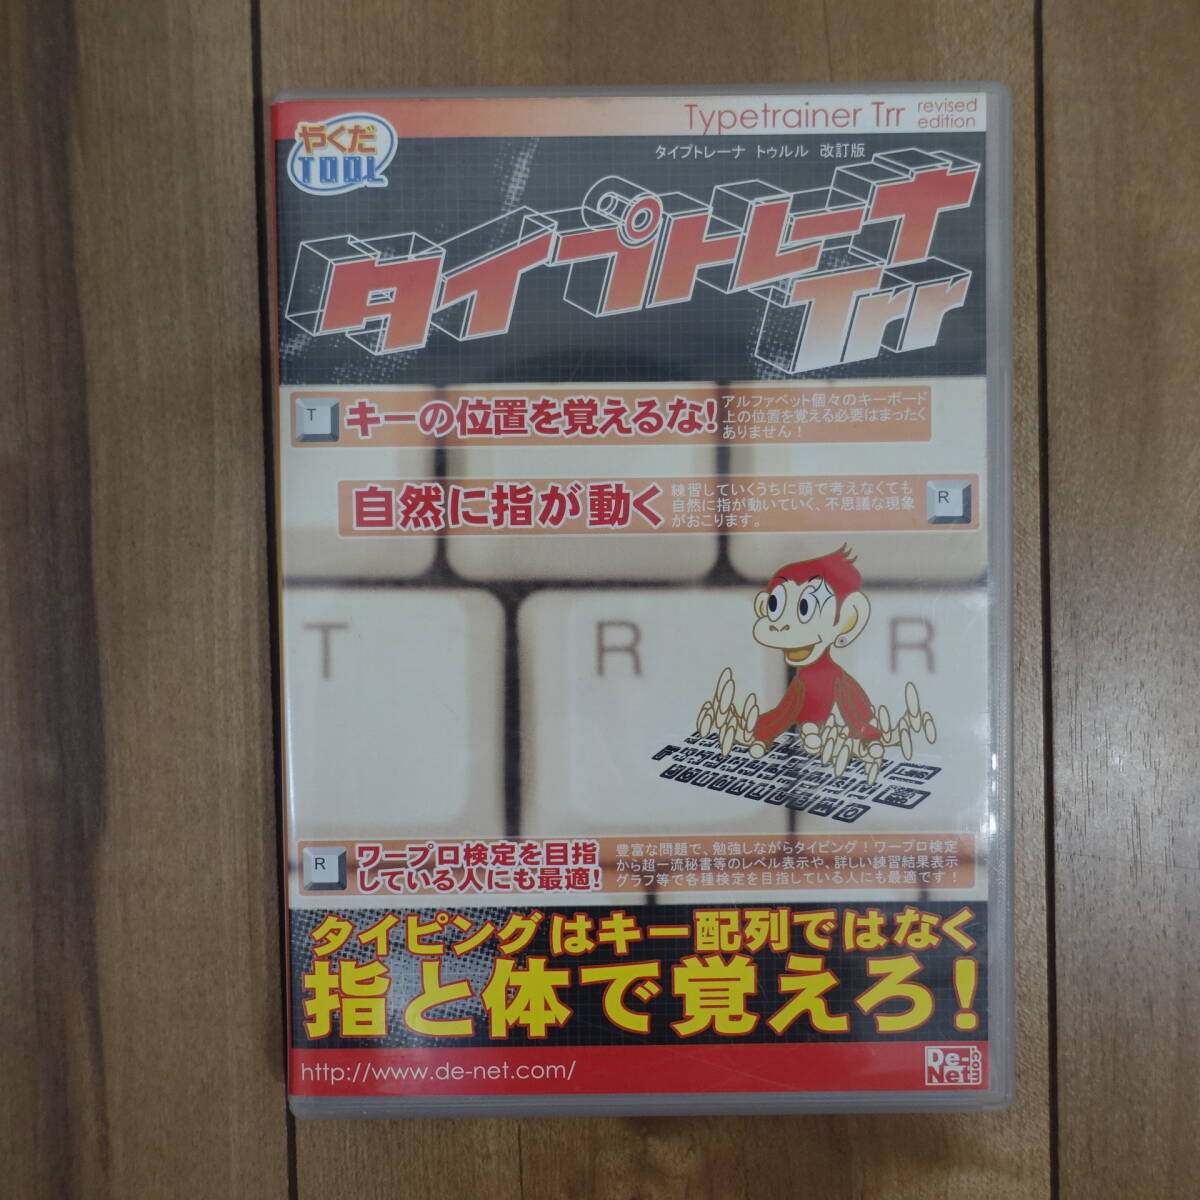 Typetrainer Trr revised edition
やくだ
TOOL
タイプトレーナ トゥルル 改訂版
タイプトレーナ
Trr
T
キーの位置を覚えるな!
アルファベット個々のキーボード
上の位置を覚える必要はまったく
ありません!
自然に指が動く
練習していくうちに頭で考えなくても
自然に指が動いていく、不思議な現象
がおこります。
R
T R R
R
ワープロ検定を目指
している人にも最適!
豊富な問題で、勉強しながらタイピング!ワープロ検定
から超一流秘書等のレベル表示や、詳しい練習結果表示
グラフ等で各種検定を目指している人にも最適です!
タイピングはキー配列ではなく
指と体で覚えろ!
http://www.de-net.com/
De-
Net
.com